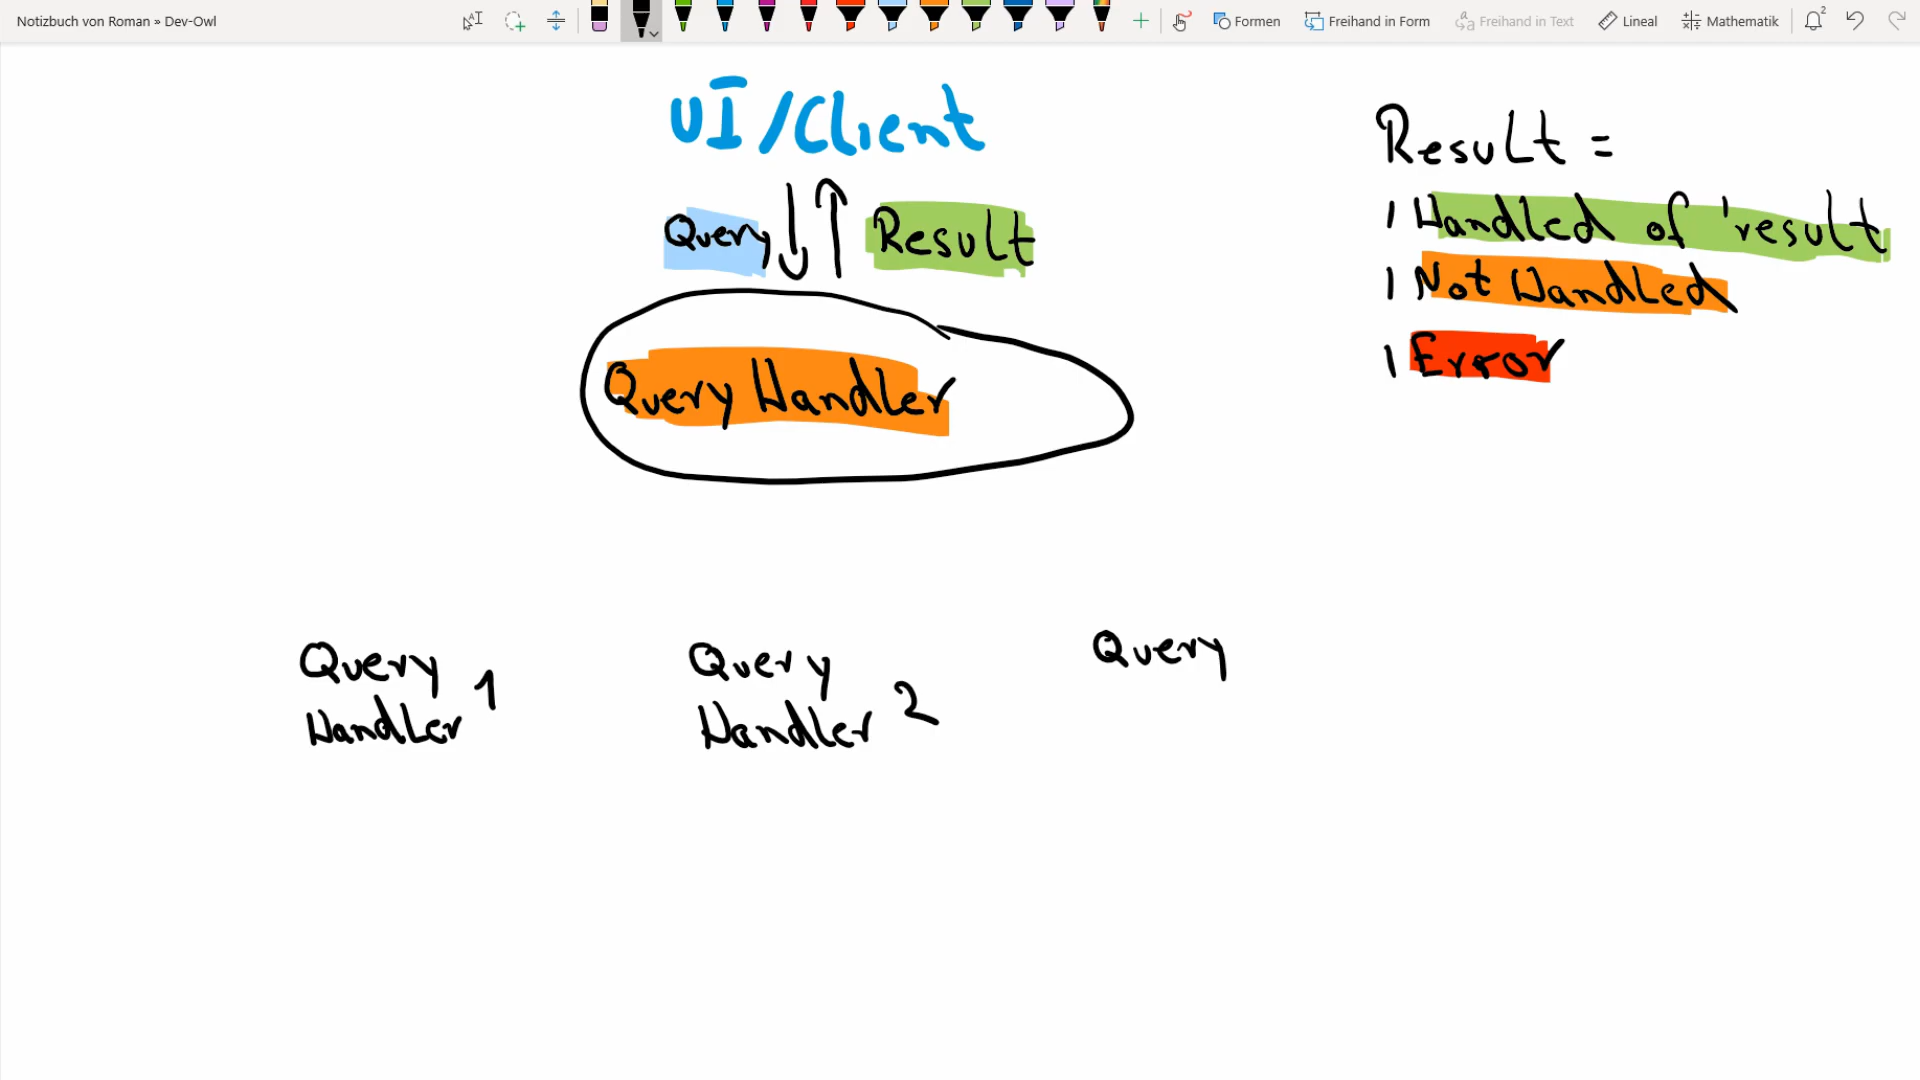 Notizbuch von Roman » Dev-Owl
Formen
Freihand in Form
Freihand in Text
Lineal
Mathematik
2
UI/Client
Query
Result
Query Handler
Result =
| Handled of 'result
| Not Handled
| Error
Query
Handler 1
Query
Handler 2
Query